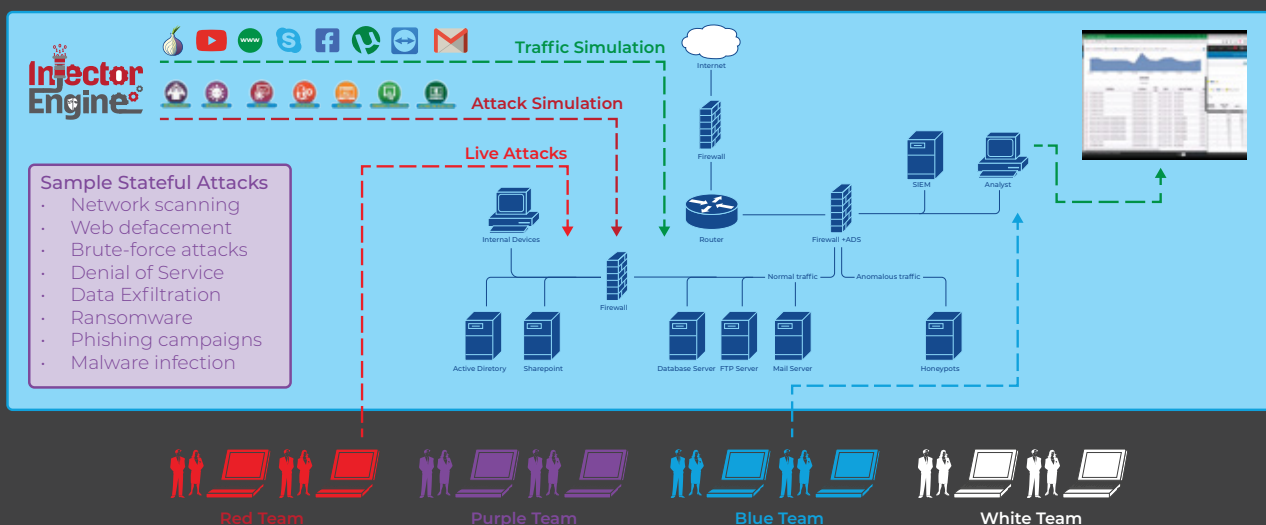 Injector
Engine
www
Traffic Simulation
Attack Simulation
Live Attacks
Internet
Firewall
SIEM
Analyst
Internal Devices
Router
Firewall +ADS
Normal traffic
Anomalous traffic
Firewall
Active Diretory
Sharepoint
Database Server
FTP Server
Mail Server
Honeypots
Sample Stateful Attacks
· Network scanning
· Web defacement
· Brute-force attacks
· Denial of Service
· Data Exfiltration
· Ransomware
· Phishing campaigns
· Malware infection
Red Team
Purple Team
Blue Team
White Team